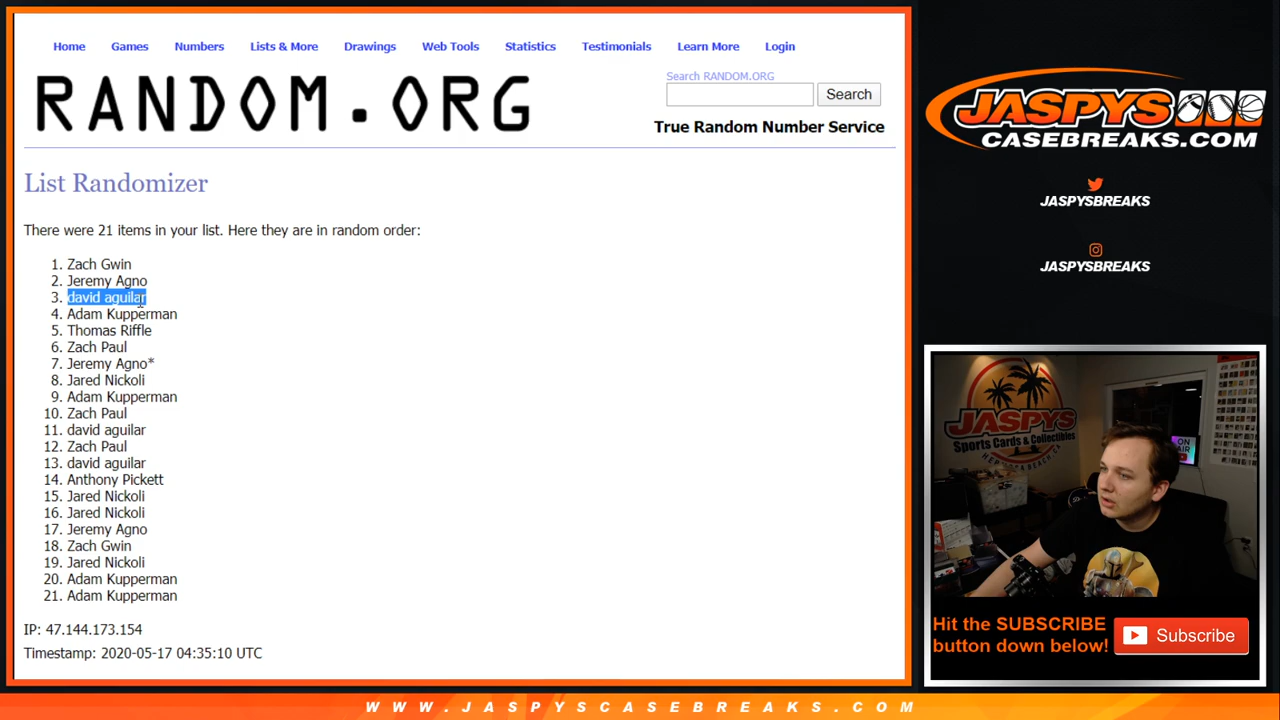 Home Games Numbers Lists & More Drawings Web Tools Statistics Testimonials Learn More Login
RANDOM.ORG
Search RANDOM.ORG
Search
True Random Number Service
List Randomizer
There were 21 items in your list. Here they are in random order:
1. Zach Gwin
2. Jeremy Agno
3. david aguilar
4. Adam Kupperman
5. Thomas Riffle
6. Zach Paul
7. Jeremy Agno*
8. Jared Nickoli
9. Adam Kupperman
10. Zach Paul
11. david aguilar
12. Zach Paul
13. david aguilar
14. Anthony Pickett
15. Jared Nickoli
16. Jared Nickoli
17. Jeremy Agno
18. Zach Gwin
19. Jared Nickoli
20. Adam Kupperman
21. Adam Kupperman
IP: 47.144.173.154
Timestamp: 2020-05-17 04:35:10 UTC
JASPYS
CASEBREAKS.COM
JASPYSBREAKS
JASPYSBREAKS
JASPYS
Sports Cards & Collectibles
ON
AIR
Hit the SUBSCRIBE
button down below!
Subscribe
WWW.JASPYSCASEBREAKS.COM